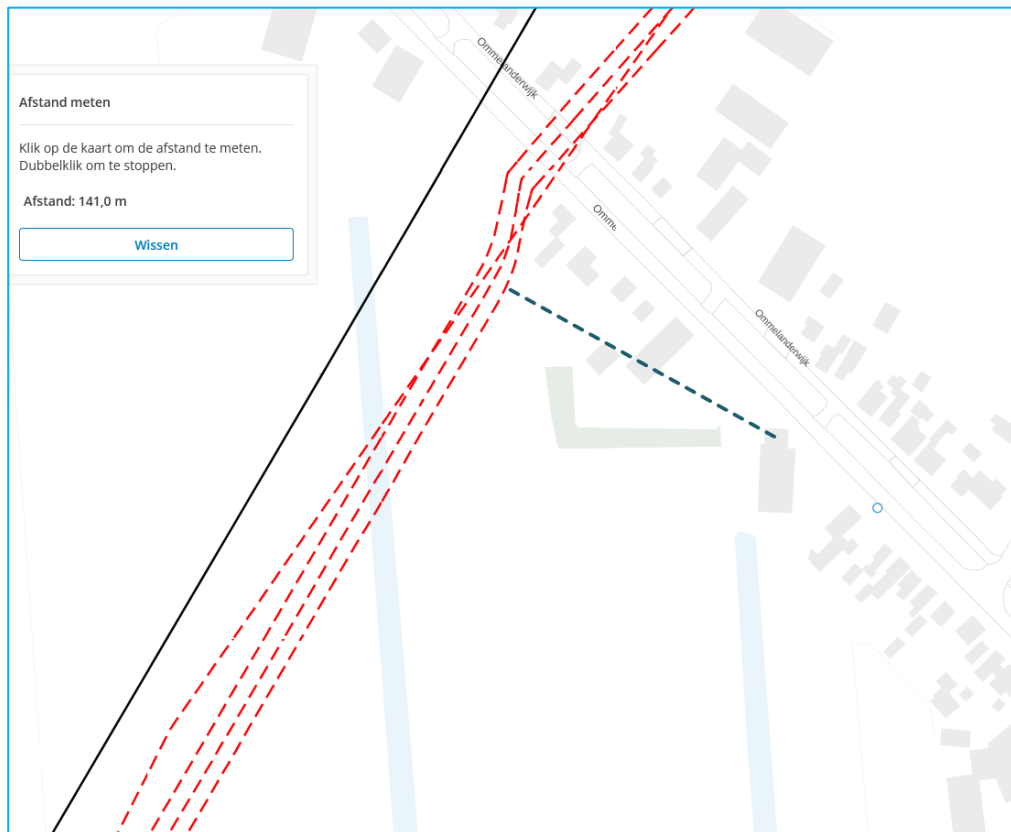 Ommelanderwijk
Afstand meten
Klik op de kaart om de afstand te meten.
Dubbelklik om te stoppen.
Afstand: 141,0 m
Wissen
Omme
Ommelanderwijk